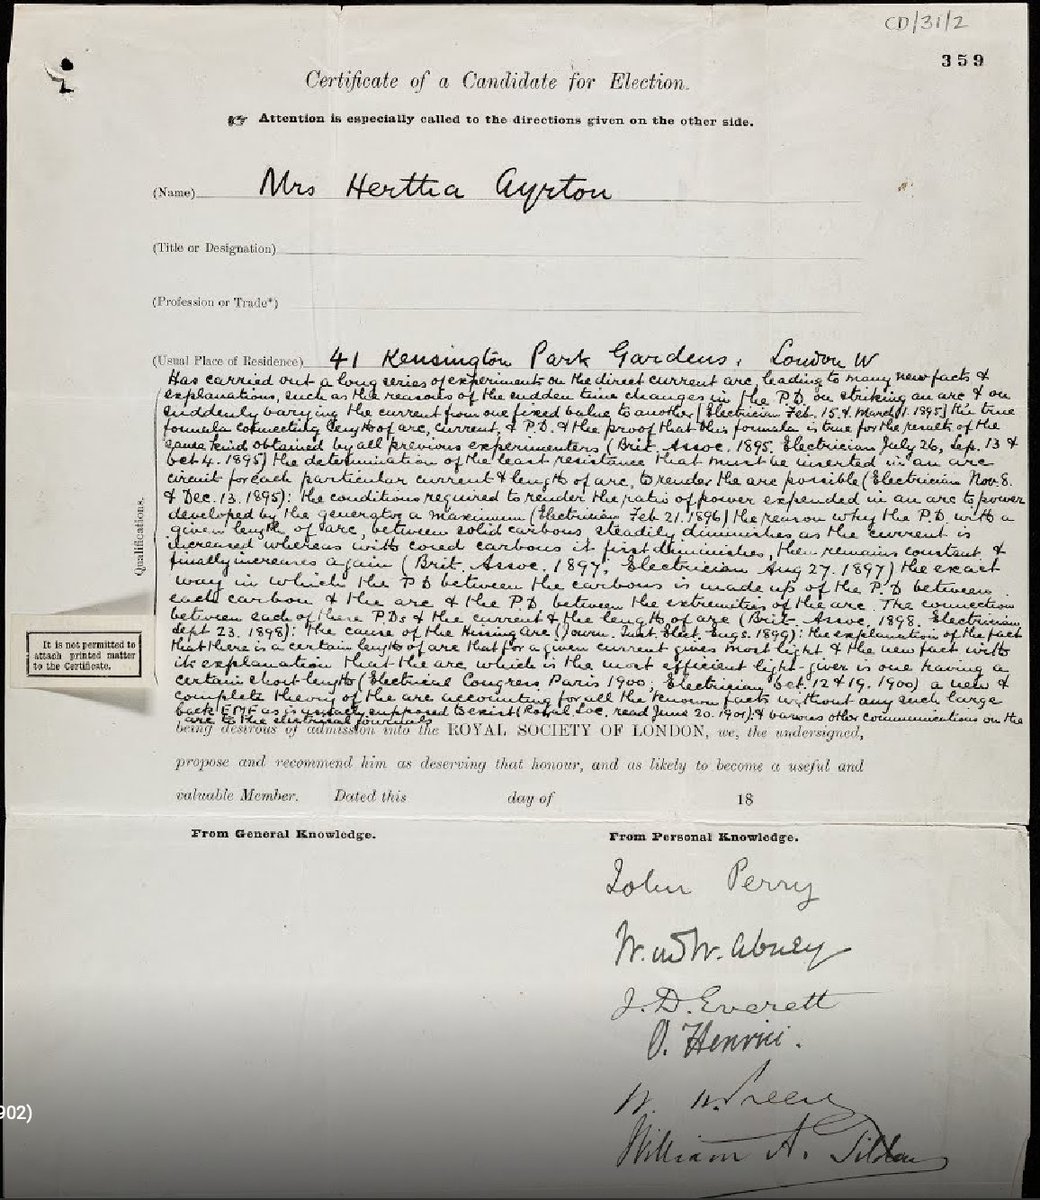 CD/31/2
359
Certificate of a Candidate for Election.
Attention is especially called to the directions given on the other side.
(Name) Mrs Hertha Ayrton
(Title or Designation)
(Profession or Trade*)
(Usual Place of Residence) 41 Kensington Park Gardens, London W
Qualifications.
Has carried out a long series of experiments on the direct current arc, leading to many new facts &
explanations, such as the reasons of the sudden time changes in the P.D. on striking an arc & on
suddenly varying the current from one fixed value to another (Electrician Feb. 15 & March 1. 1895) the true
formula connecting length of arc, current, & P.D. & the proof that this formula is true for the results of the
same kind obtained by all previous experimenters (Brit. Assoc. 1895. Electrician July 26, Sep. 13 &
Oct 4. 1895) the determination of the least resistance that must be inserted in an arc
circuit for each particular current & length of arc, to render the arc possible (Electrician Nov. 8.
& Dec. 13. 1895): the conditions required to render the ratio of power expended in an arc to power
developed by the generator a maximum (Electrician Feb 21. 1896) the reason why the P.D. with a
given length of arc, between solid carbons, steadily diminishes as the current is
increased whereas with cored carbons it first diminishes, then remains constant &
finally increases again (Brit. Assoc. 1897, Electrician Aug 27. 1897) the exact
way in which the P D between the carbons is made up of the P.D between
each carbon & the arc & the P.D. between the extremities of the arc. The connection
between each of these P.Ds & the current & the length of arc (Brit. Assoc. 1898. Electrician
Sept 23. 1898): the cause of the Hissing Arc (Journ. Inst. Elect. Engs. 1899): the explanation of the fact
that there is a certain length of arc that for a given current gives most light & the new fact with
its explanation that the arc, which is the most efficient light-giver is one having a
certain short length (Electrical Congress Paris 1900, Electrician Oct. 12 & 19. 1900) a new &
complete theory of the arc accounting for all the known facts without any such large
back EMF as is usually supposed to exist (Royal Soc. read June 20. 1901): & various other communications on the
arc to the electrical journals
It is not permitted to
attach printed matter
to the Certificate.
being desirous of admission into the ROYAL SOCIETY OF LONDON, we, the undersigned,
propose and recommend him as deserving that honour, and as likely to become a useful and
valuable Member. Dated this day of 18
From General Knowledge.
From Personal Knowledge.
John Perry
W. de W. Abney
J. D. Everett
O. Henrici.
W. H. Preece
William A. Tilden
902)